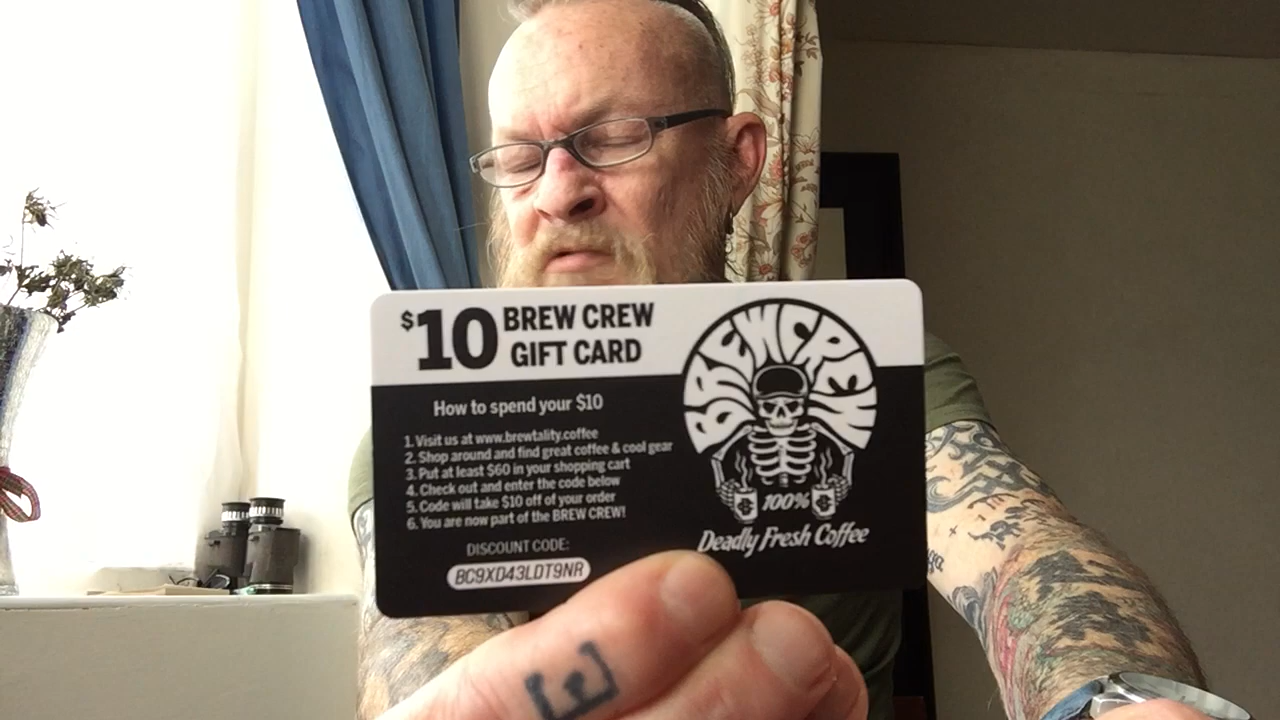 $10 BREW CREW
GIFT CARD
How to spend your $10
1. Visit us at www.brewtality.coffee
2. Shop around and find great coffee & cool gear
3. Put at least $60 in your shopping cart
4. Check out and enter the code below
5. Code will take $10 off of your order
6. You are now part of the BREW CREW!
DISCOUNT CODE:
BC9XD43LDT9NR
BREW CREW
100%
Deadly Fresh Coffee
E